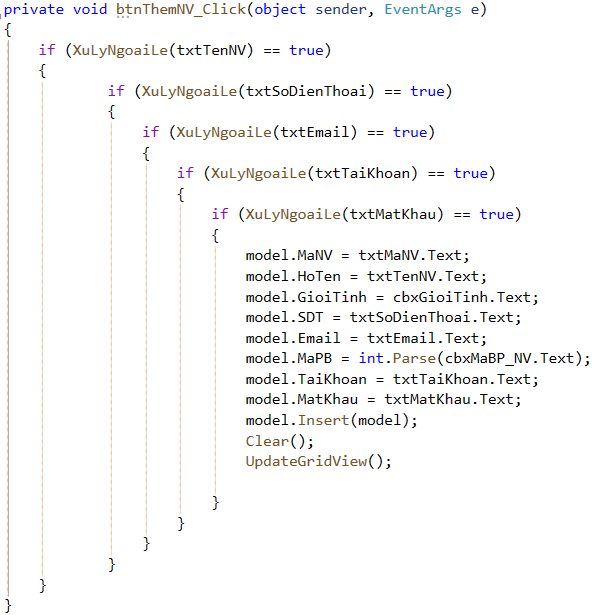 private void btnThemNV_Click(object sender, EventArgs e)
{
if (XuLyNgoaiLe(txtTenNV) == true)
{
if (XuLyNgoaiLe(txtSoDienThoai) == true)
{
if (XuLyNgoaiLe(txtEmail) == true)
{
if (XuLyNgoaiLe(txtTaiKhoan) == true)
{
if (XuLyNgoaiLe(txtMatKhau) == true)
{
model.MaNV = txtMaNV.Text;
model.HoTen = txtTenNV.Text;
model.GioiTinh = cbxGioiTinh.Text;
model.SDT = txtSoDienThoai.Text;
model.Email = txtEmail.Text;
model.MaPB = int.Parse(cbxMaBP_NV.Text);
model.TaiKhoan = txtTaiKhoan.Text;
model.MatKhau = txtMatKhau.Text;
model.Insert(model);
Clear();
UpdateGridView();
}
}
}
}
}
}